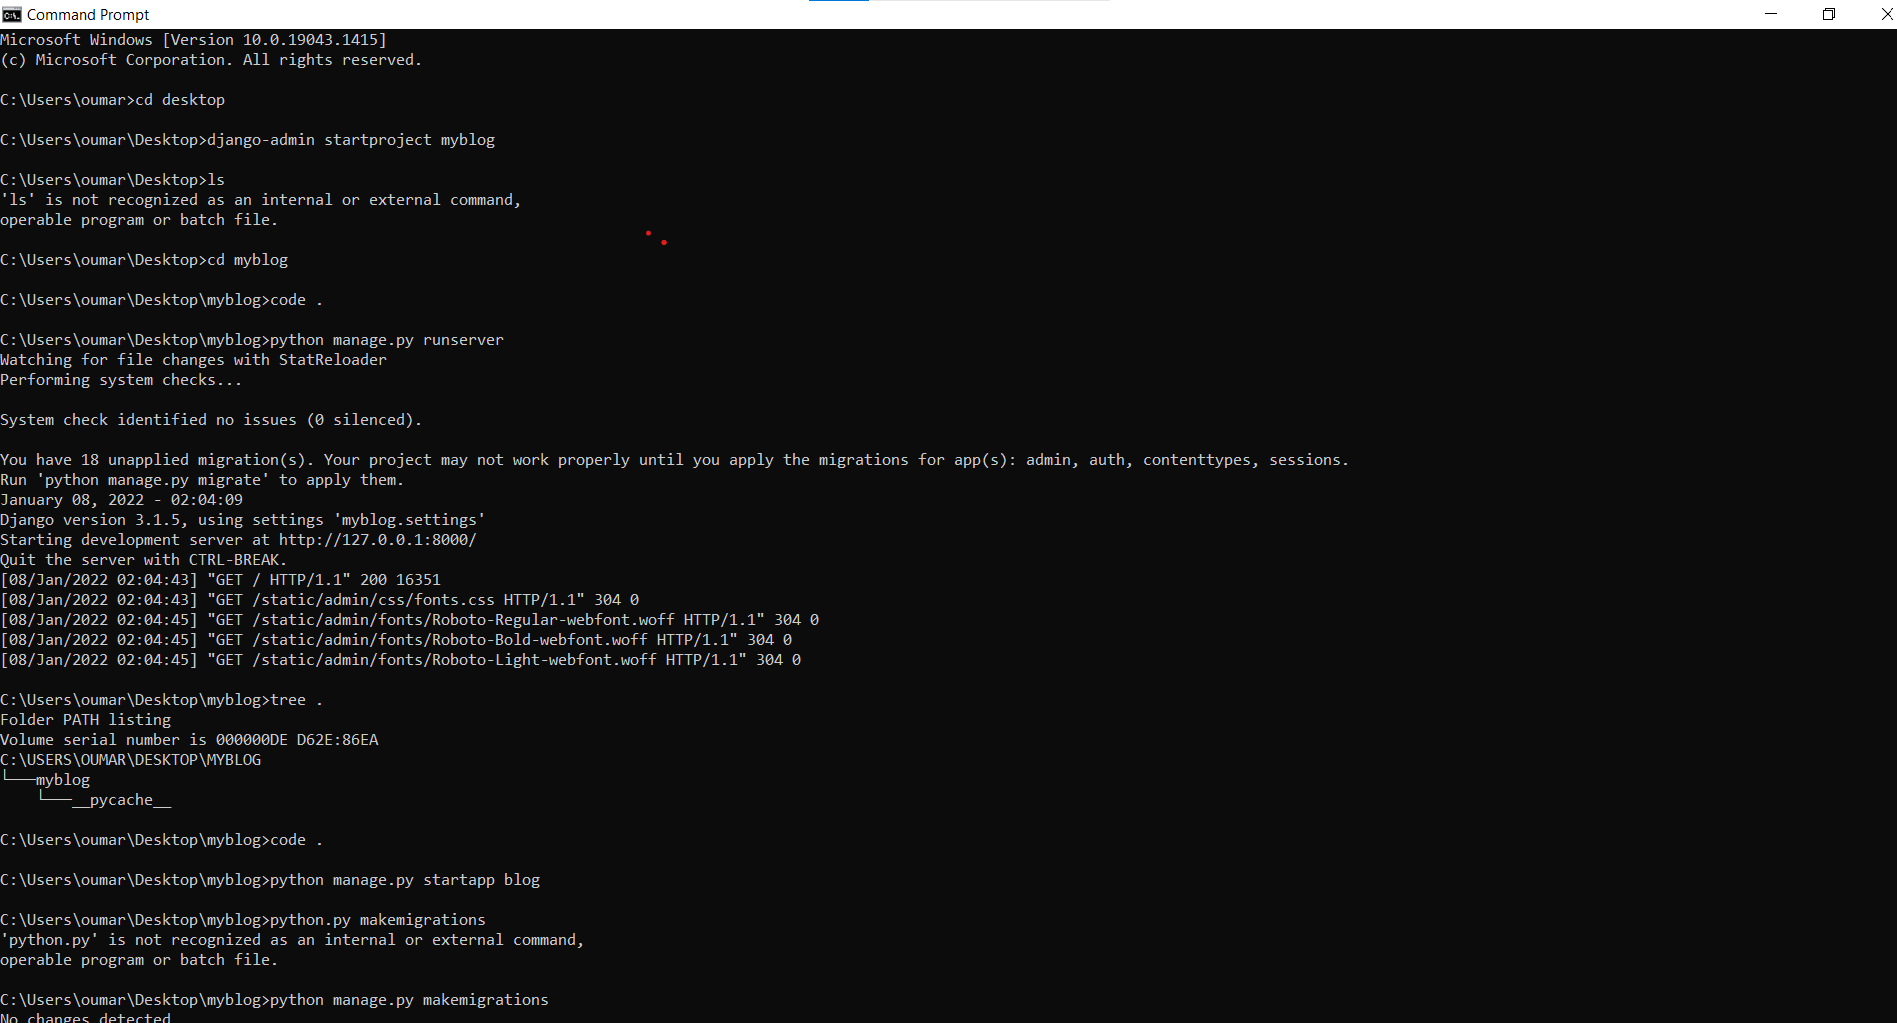 Command Prompt
Microsoft Windows [Version 10.0.19043.1415]
(c) Microsoft Corporation. All rights reserved.
C:\Users\oumar>cd desktop
C:\Users\oumar\Desktop>django-admin startproject myblog
C:\Users\oumar\Desktop>ls
'ls' is not recognized as an internal or external command,
operable program or batch file.
C:\Users\oumar\Desktop>cd myblog
C:\Users\oumar\Desktop\myblog>code .
C:\Users\oumar\Desktop\myblog>python manage.py runserver
Watching for file changes with StatReloader
Performing system checks...
System check identified no issues (0 silenced).
You have 18 unapplied migration(s). Your project may not work properly until you apply the migrations for app(s): admin, auth, contenttypes, sessions.
Run 'python manage.py migrate' to apply them.
January 08, 2022 - 02:04:09
Django version 3.1.5, using settings 'myblog.settings'
Starting development server at http://127.0.0.1:8000/
Quit the server with CTRL-BREAK.
[08/Jan/2022 02:04:43] "GET / HTTP/1.1" 200 16351
[08/Jan/2022 02:04:43] "GET /static/admin/css/fonts.css HTTP/1.1" 304 0
[08/Jan/2022 02:04:45] "GET /static/admin/fonts/Roboto-Regular-webfont.woff HTTP/1.1" 304 0
[08/Jan/2022 02:04:45] "GET /static/admin/fonts/Roboto-Bold-webfont.woff HTTP/1.1" 304 0
[08/Jan/2022 02:04:45] "GET /static/admin/fonts/Roboto-Light-webfont.woff HTTP/1.1" 304 0
C:\Users\oumar\Desktop\myblog>tree .
Folder PATH listing
Volume serial number is 000000DE D62E:86EA
C:\USERS\OUMAR\DESKTOP\MYBLOG
└───myblog
    └───__pycache__
C:\Users\oumar\Desktop\myblog>code .
C:\Users\oumar\Desktop\myblog>python manage.py startapp blog
C:\Users\oumar\Desktop\myblog>python.py makemigrations
'python.py' is not recognized as an internal or external command,
operable program or batch file.
C:\Users\oumar\Desktop\myblog>python manage.py makemigrations
No changes detected